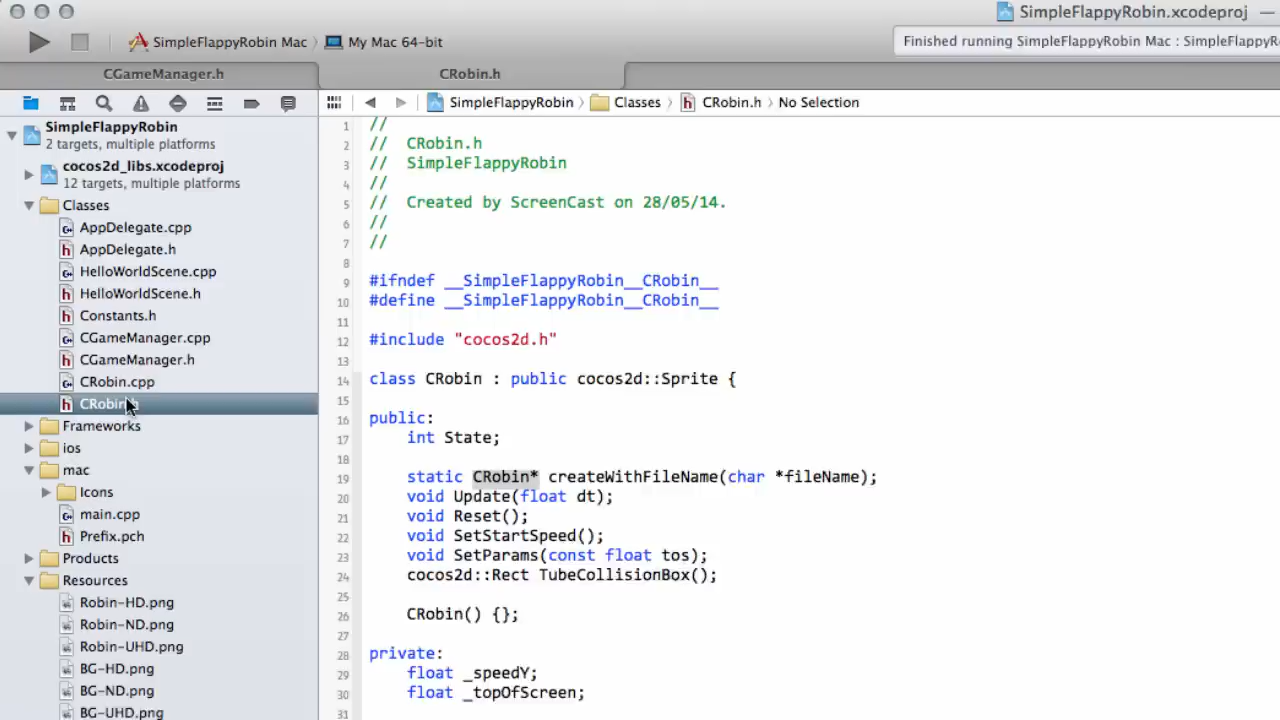 SimpleFlappyRobin.xcodeproj —
SimpleFlappyRobin Mac 〉 My Mac 64-bit
Finished running SimpleFlappyRobin Mac : SimpleFlappyRo
CGameManager.h
CRobin.h
SimpleFlappyRobin 〉 Classes 〉 CRobin.h 〉 No Selection
SimpleFlappyRobin
2 targets, multiple platforms
cocos2d_libs.xcodeproj
12 targets, multiple platforms
Classes
AppDelegate.cpp
AppDelegate.h
HelloWorldScene.cpp
HelloWorldScene.h
Constants.h
CGameManager.cpp
CGameManager.h
CRobin.cpp
CRobin.h
Frameworks
ios
mac
Icons
main.cpp
Prefix.pch
Products
Resources
Robin-HD.png
Robin-ND.png
Robin-UHD.png
BG-HD.png
BG-ND.png
BG-UHD.png
1 //
2 // CRobin.h
3 // SimpleFlappyRobin
4 //
5 // Created by ScreenCast on 28/05/14.
6 //
7 //
8
9 #ifndef __SimpleFlappyRobin__CRobin__
10 #define __SimpleFlappyRobin__CRobin__
11
12 #include "cocos2d.h"
13
14 class CRobin : public cocos2d::Sprite {
15
16 public:
17 int State;
18
19 static CRobin* createWithFileName(char *fileName);
20 void Update(float dt);
21 void Reset();
22 void SetStartSpeed();
23 void SetParams(const float tos);
24 cocos2d::Rect TubeCollisionBox();
25
26 CRobin() {};
27
28 private:
29 float _speedY;
30 float _topOfScreen;
31